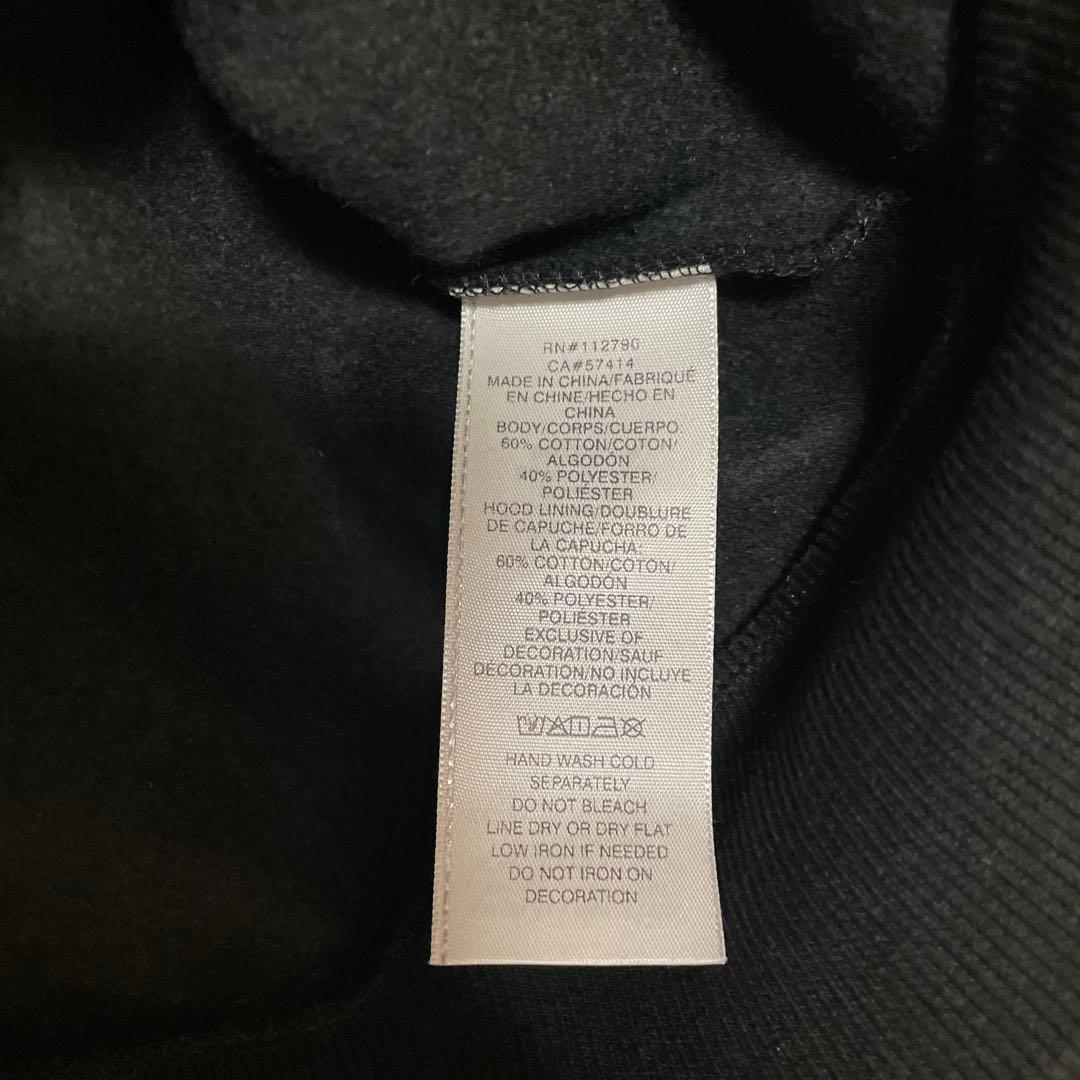 RN#112790
CA#57414
MADE IN CHINA/FABRIQUÉ
EN CHINE/HECHO EN
CHINA
BODY/CORPS/CUERPO:
60% COTTON/COTON/
ALGODÓN
40% POLYESTER/
POLIÉSTER
HOOD LINING/DOUBLURE
DE CAPUCHE/FORRO DE
LA CAPUCHA:
60% COTTON/COTON/
ALGODÓN
40% POLYESTER/
POLIÉSTER
EXCLUSIVE OF
DECORATION/SAUF
DÉCORATION/NO INCLUYE
LA DECORACIÓN
HAND WASH COLD
SEPARATELY
DO NOT BLEACH
LINE DRY OR DRY FLAT
LOW IRON IF NEEDED
DO NOT IRON ON
DECORATION